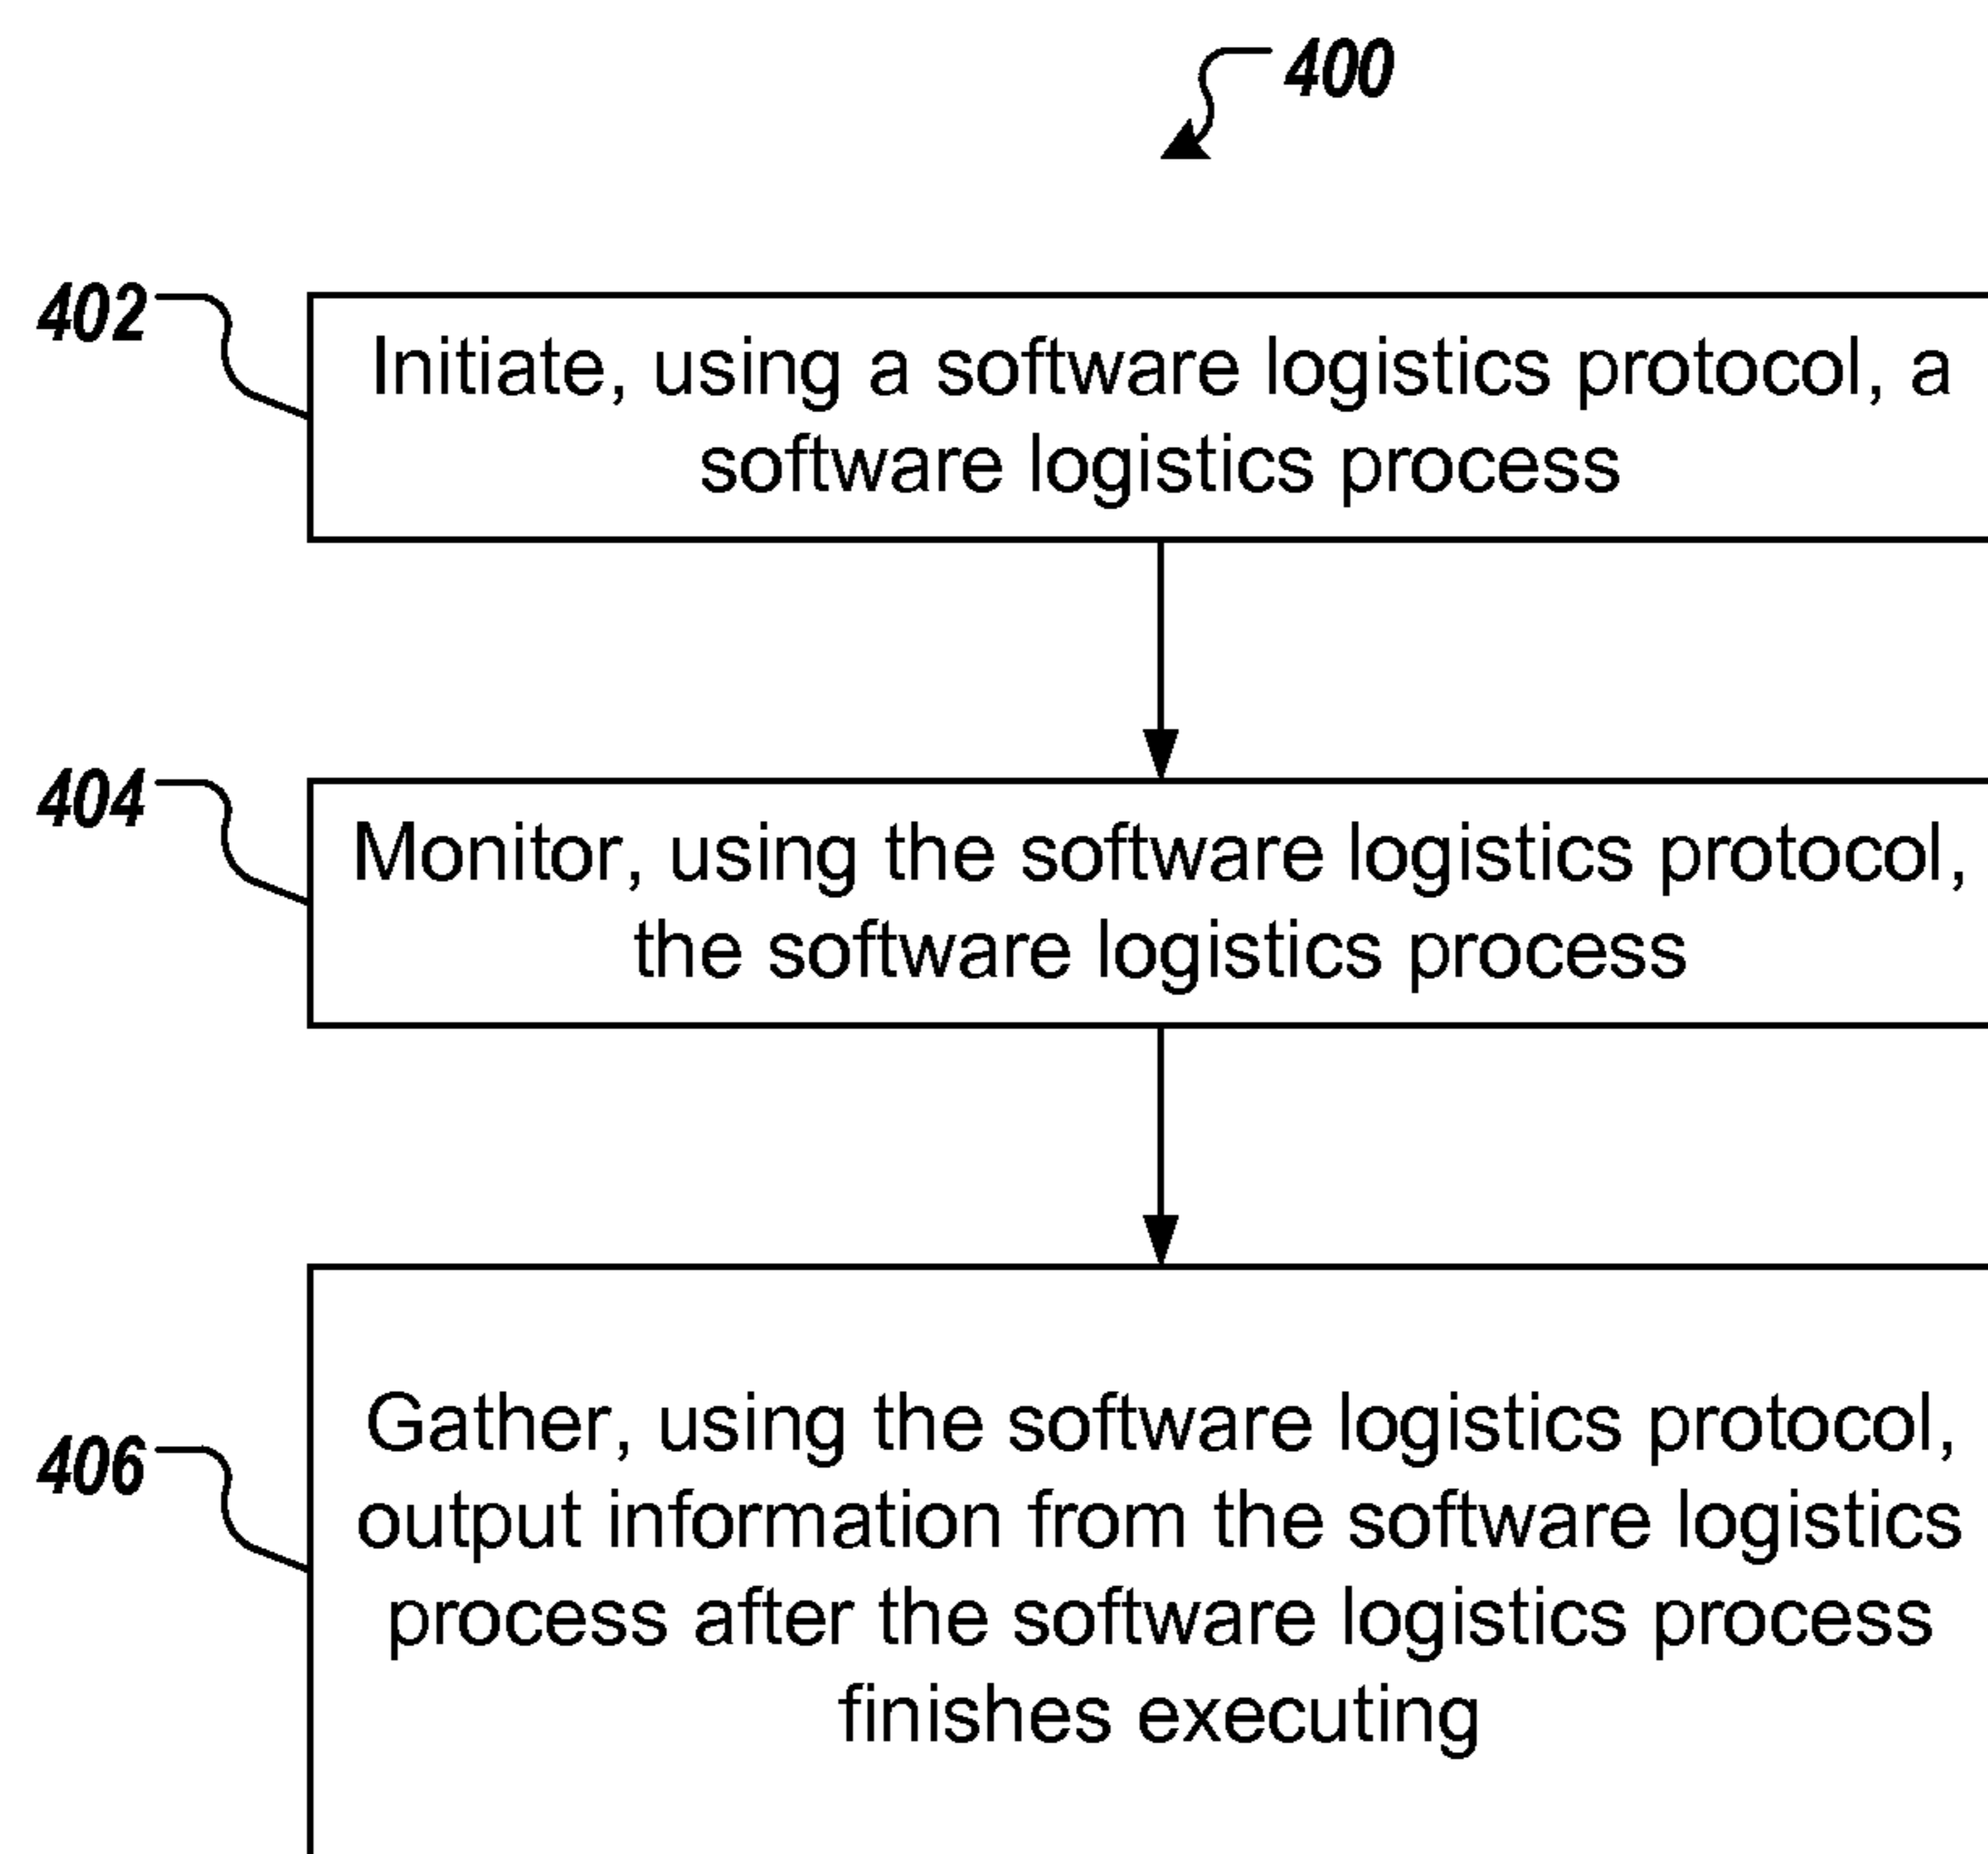 400
402
Initiate, using a software logistics protocol, a
software logistics process
404
Monitor, using the software logistics protocol,
the software logistics process
406
Gather, using the software logistics protocol,
output information from the software logistics
process after the software logistics process
finishes executing